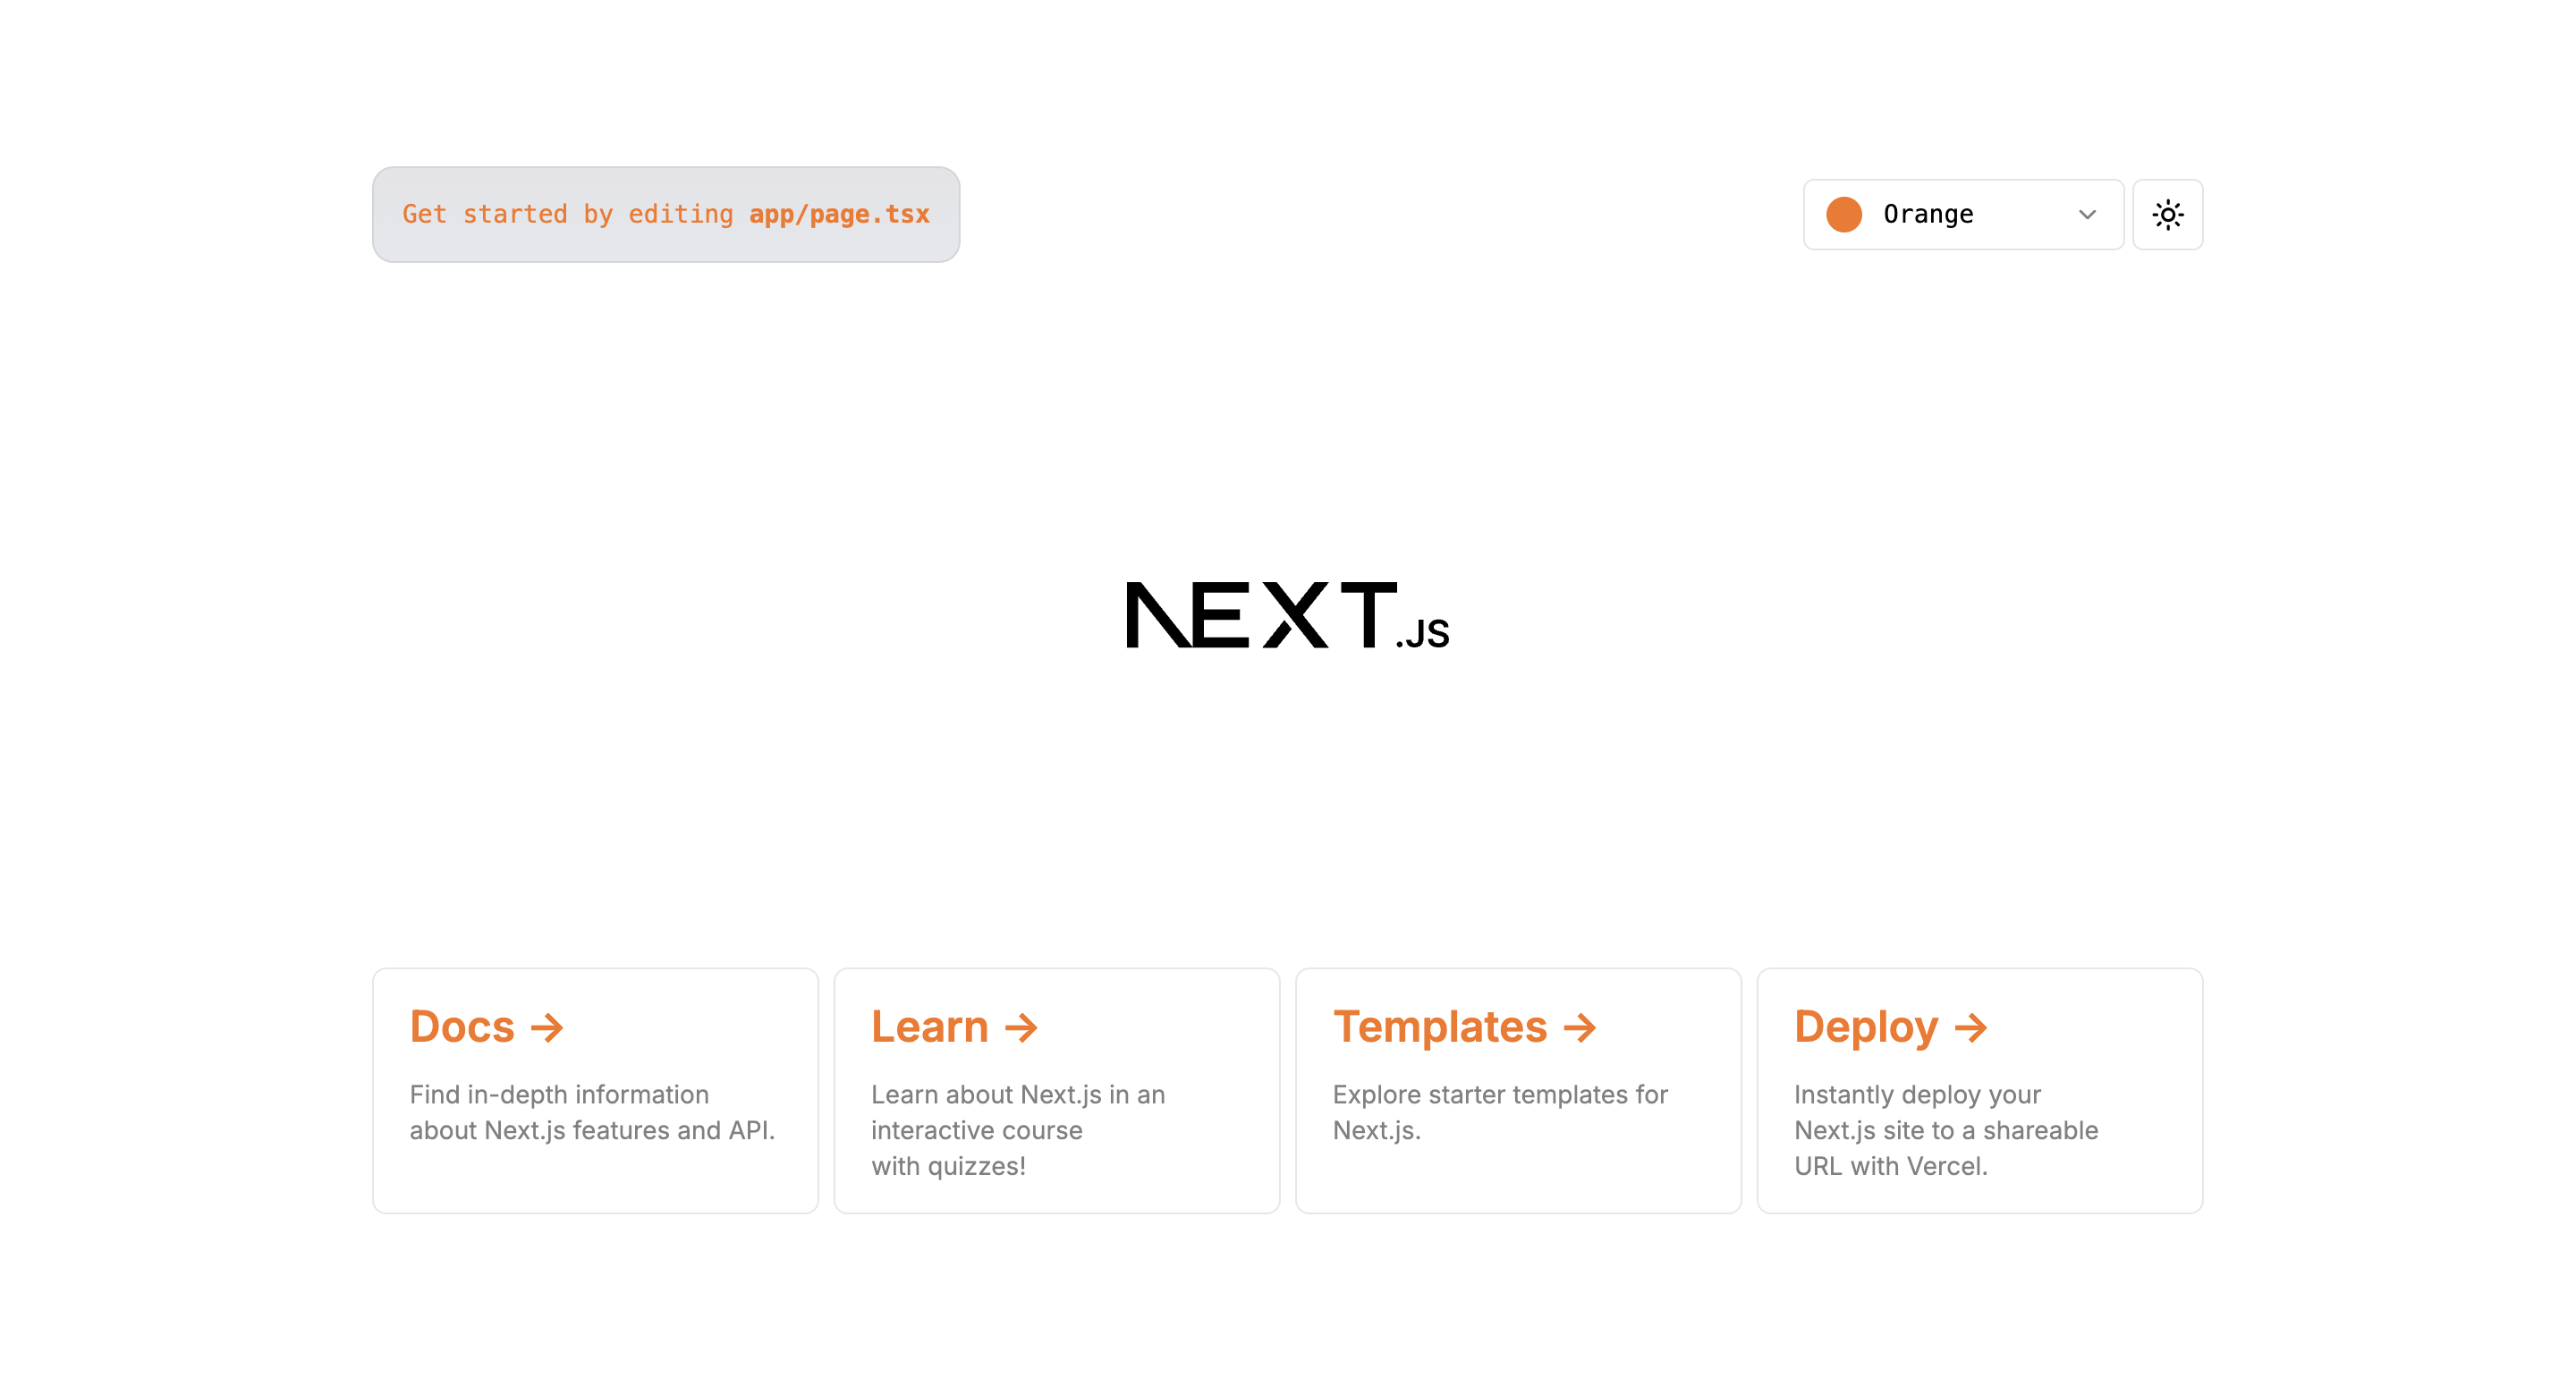 Get started by editing app/page.tsx
Orange
NEXT.JS
Docs →
Find in-depth information
about Next.js features and API.
Learn →
Learn about Next.js in an
interactive course
with quizzes!
Templates →
Explore starter templates for
Next.js.
Deploy →
Instantly deploy your
Next.js site to a shareable
URL with Vercel.